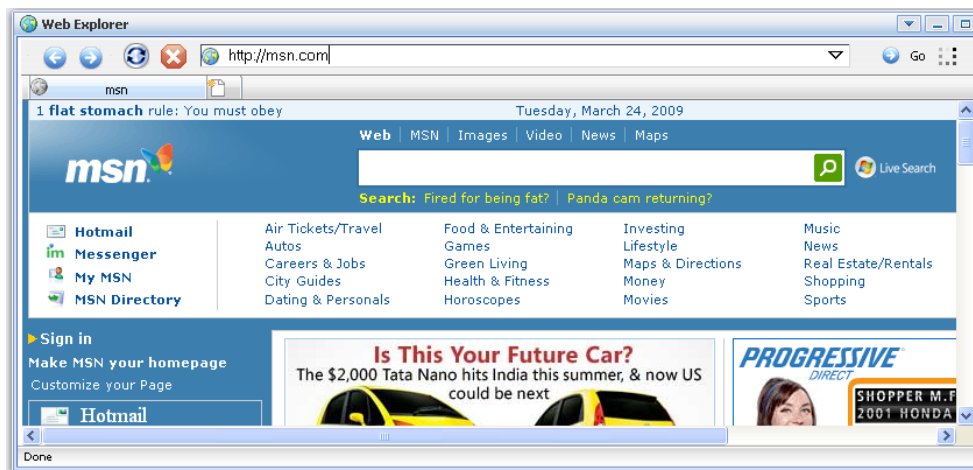 Web Explorer
http://msn.com
Go
msn
1 flat stomach rule: You must obey
Tuesday, March 24, 2009
Web | MSN | Images | Video | News | Maps
msn
Live Search
Search: Fired for being fat? | Panda cam returning?
Hotmail
Messenger
My MSN
MSN Directory
Air Tickets/Travel
Autos
Careers & Jobs
City Guides
Dating & Personals
Food & Entertaining
Games
Green Living
Health & Fitness
Horoscopes
Investing
Lifestyle
Maps & Directions
Money
Movies
Music
News
Real Estate/Rentals
Shopping
Sports
Sign in
Make MSN your homepage
Customize your Page
Hotmail
Is This Your Future Car?
The $2,000 Tata Nano hits India this summer, & now US
could be next
PROGRESSIVE
DIRECT
SHOPPER M.F
2001 HONDA
Done